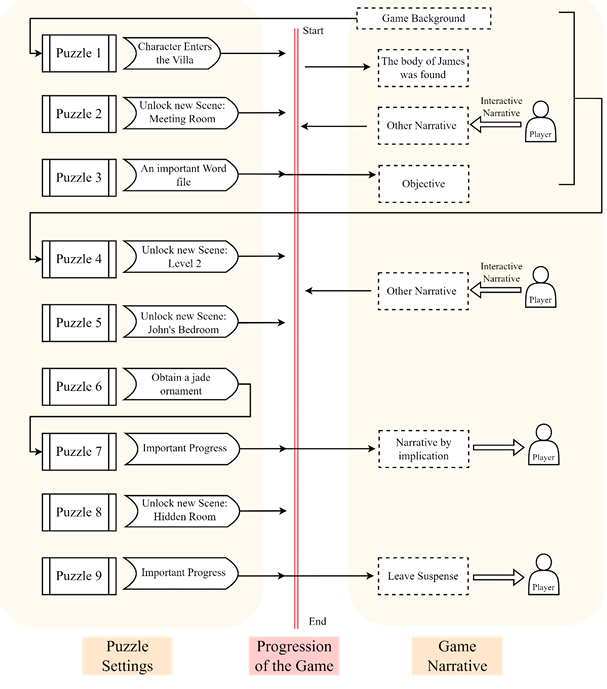 Game Background
Start
Puzzle 1
Character Enters
the Villa
The body of James
was found
Puzzle 2
Unlock new Scene:
Meeting Room
Other Narrative
Interactive
Narrative
Player
Puzzle 3
An important Word
file
Objective
Puzzle 4
Unlock new Scene:
Level 2
Other Narrative
Interactive
Narrative
Player
Puzzle 5
Unlock new Scene:
John's Bedroom
Puzzle 6
Obtain a jade
ornament
Puzzle 7
Important Progress
Narrative by
implication
Player
Puzzle 8
Unlock new Scene:
Hidden Room
Puzzle 9
Important Progress
Leave Suspense
Player
End
Puzzle
Settings
Progression
of the Game
Game
Narrative